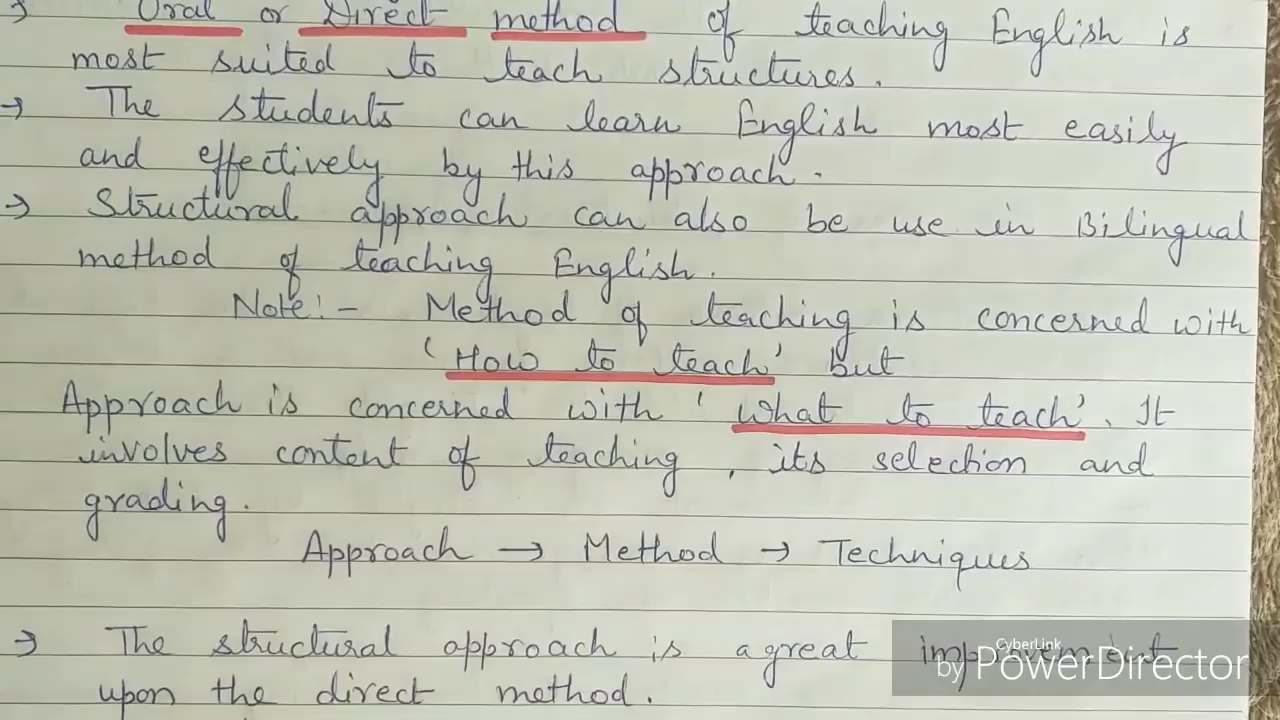 → Oral or Direct method of teaching English is
most suited to teach structures.
→ The students can learn English most easily
and effectively by this approach.
→ Structural approach can also be use in Bilingual
method of teaching English.
Note:- Method of teaching is concerned with
'How to teach' but
Approach is concerned with 'What to teach'. It
involves content of teaching, its selection and
grading.
Approach → Method → Techniques
→ The structural approach is a great improvement
upon the direct method.
CyberLink
by PowerDirector